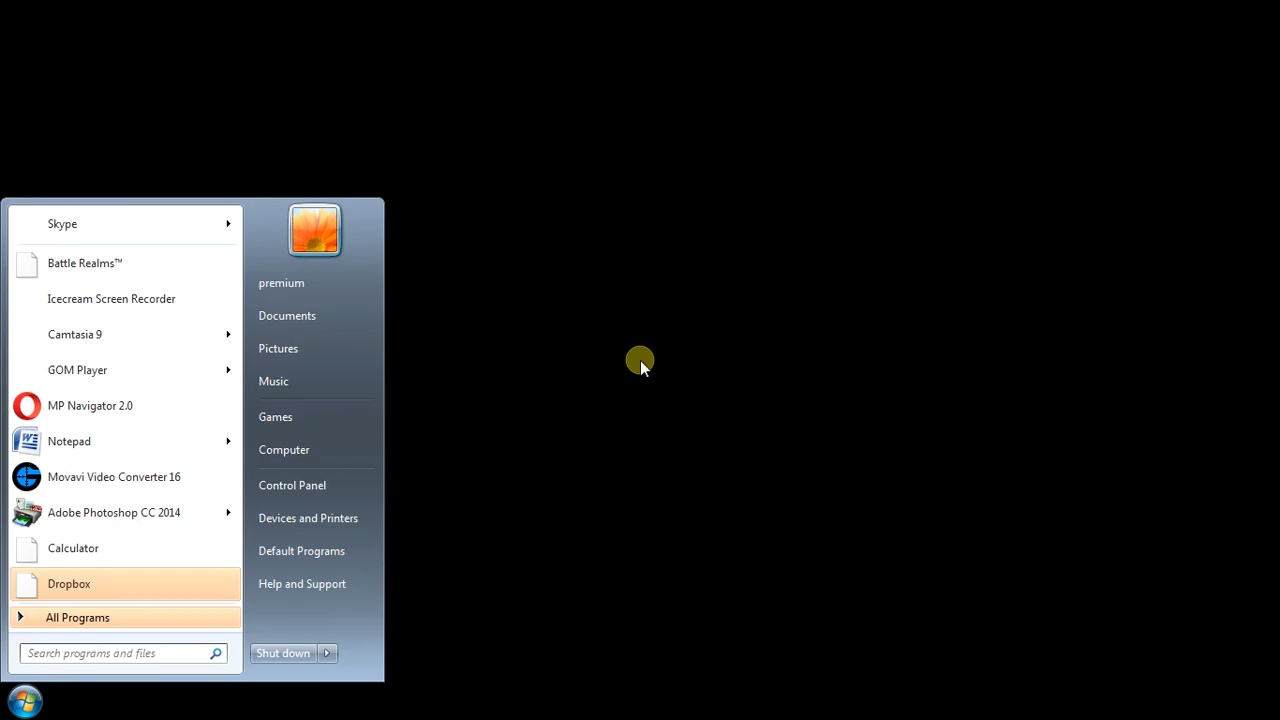 Skype
Battle Realms™
Icecream Screen Recorder
Camtasia 9
GOM Player
MP Navigator 2.0
Notepad
Movavi Video Converter 16
Adobe Photoshop CC 2014
Calculator
Dropbox
All Programs
Search programs and files
premium
Documents
Pictures
Music
Games
Computer
Control Panel
Devices and Printers
Default Programs
Help and Support
Shut down